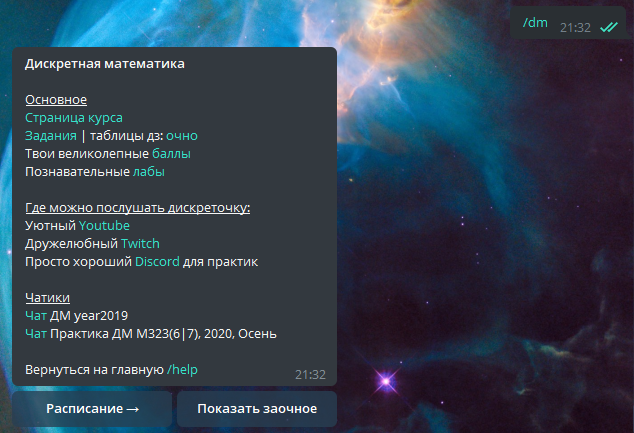 /dm 21:32
Дискретная математика
Основное
Страница курса
Задания | таблицы дз: очно
Твои великолепные баллы
Познавательные лабы
Где можно послушать дискреточку:
Уютный Youtube
Дружелюбный Twitch
Просто хороший Discord для практик
Чатики
Чат ДМ year2019
Чат Практика ДМ М323(6|7), 2020, Осень
Вернуться на главную /help
21:32
Расписание → Показать заочное